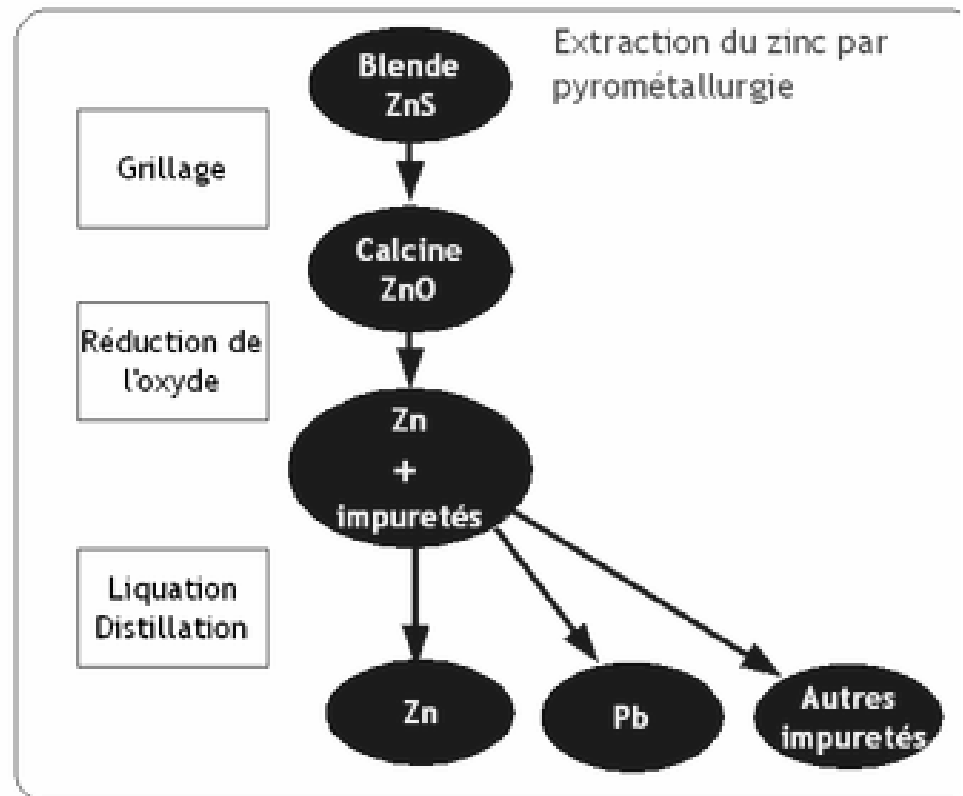 Extraction du zinc par
pyrométallurgie
Blende
ZnS
Grillage
Calcine
ZnO
Réduction de
l'oxyde
Zn
+
impuretés
Liquation
Distillation
Zn
Pb
Autres
impuretés